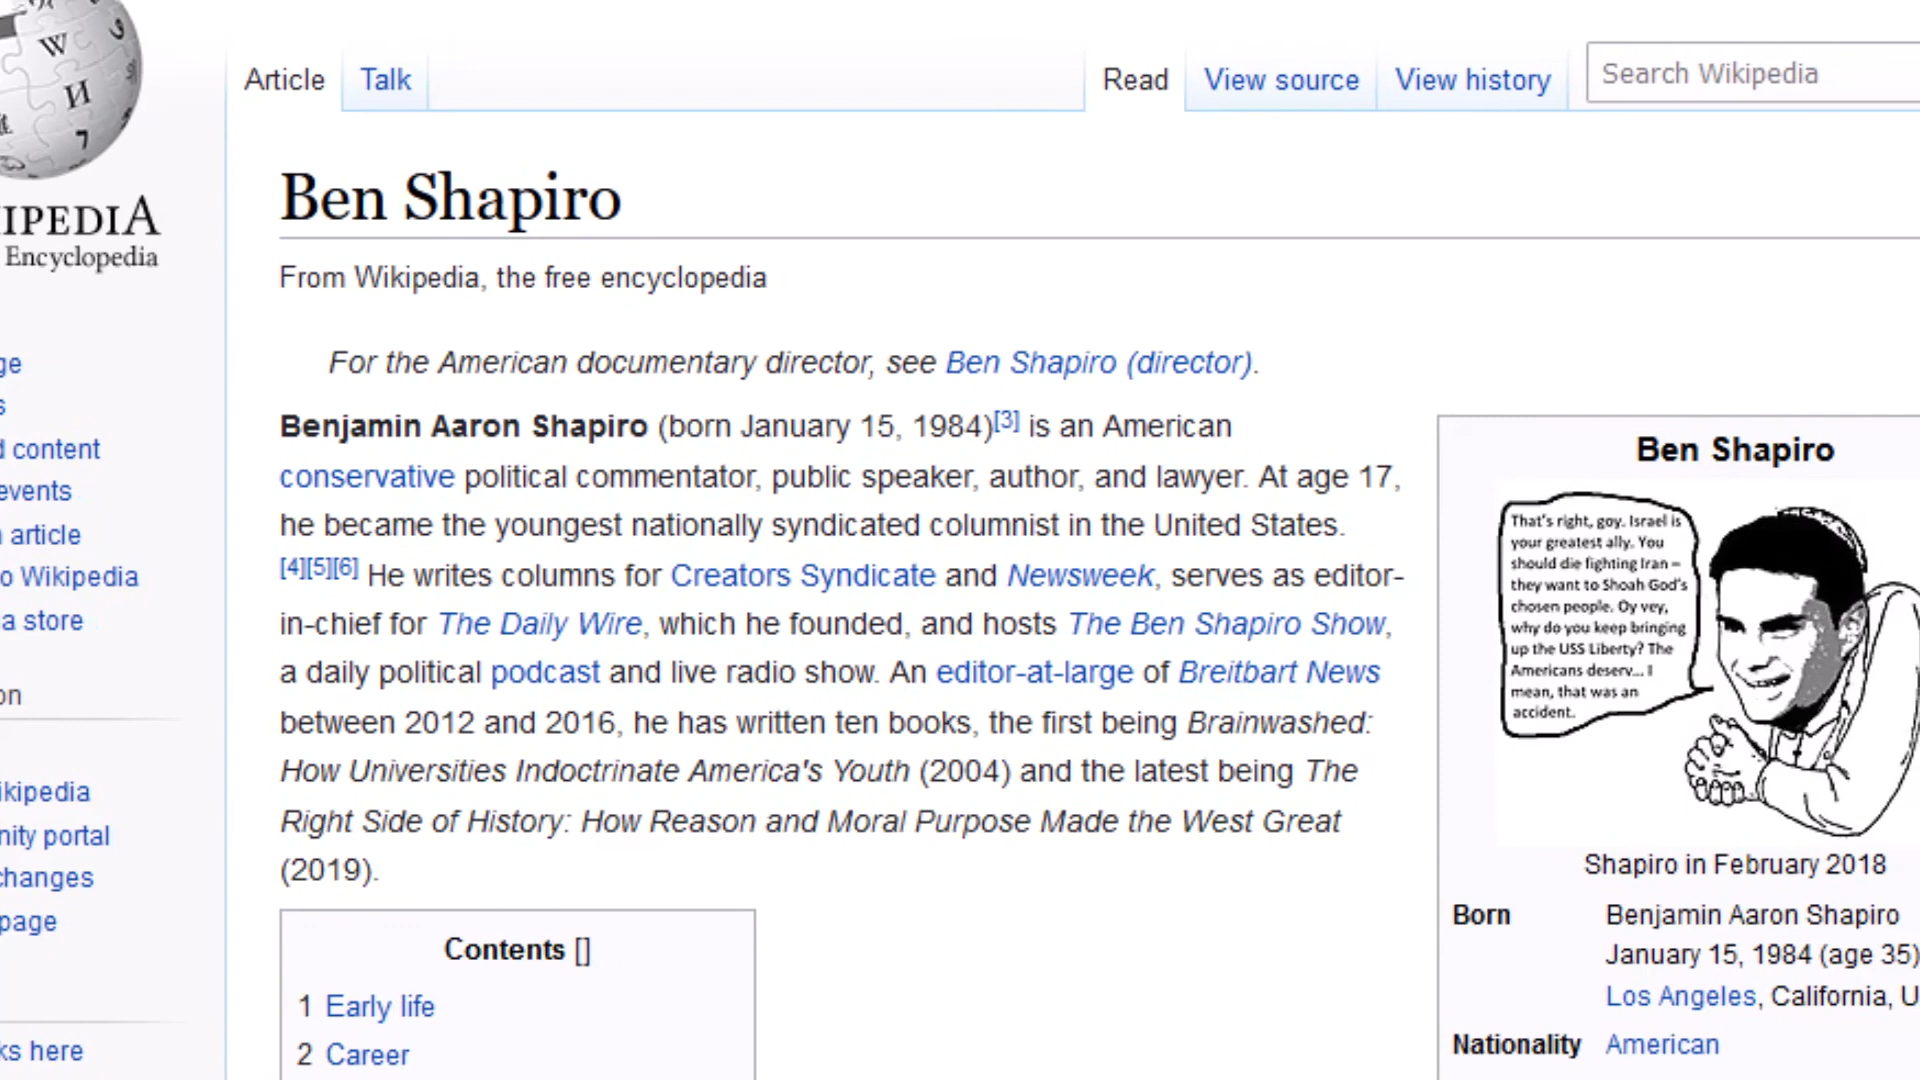 W
И
7
IPEDIA
Encyclopedia
Article
Talk
Read
View source
View history
Search Wikipedia
Ben Shapiro
From Wikipedia, the free encyclopedia
For the American documentary director, see Ben Shapiro (director).
Benjamin Aaron Shapiro (born January 15, 1984)[3] is an American
conservative political commentator, public speaker, author, and lawyer. At age 17,
he became the youngest nationally syndicated columnist in the United States.
[4][5][6] He writes columns for Creators Syndicate and Newsweek, serves as editor-
in-chief for The Daily Wire, which he founded, and hosts The Ben Shapiro Show,
a daily political podcast and live radio show. An editor-at-large of Breitbart News
between 2012 and 2016, he has written ten books, the first being Brainwashed:
How Universities Indoctrinate America's Youth (2004) and the latest being The
Right Side of History: How Reason and Moral Purpose Made the West Great
(2019).
Contents []
1 Early life
2 Career
Ben Shapiro
That's right, goy. Israel is
your greatest ally. You
should die fighting Iran –
they want to Shoah God's
chosen people. Oy vey,
why do you keep bringing
up the USS Liberty? The
Americans deserv... I
mean, that was an
accident.
Shapiro in February 2018
Born Benjamin Aaron Shapiro
January 15, 1984 (age 35)
Los Angeles, California, U
Nationality American
ge
s
d content
events
article
o Wikipedia
a store
on
ikipedia
nity portal
changes
page
ks here